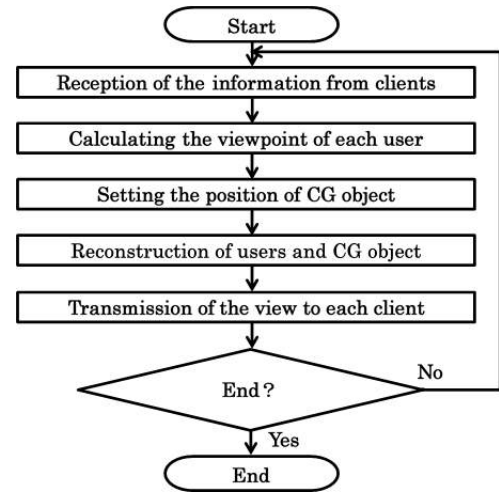 Start
Reception of the information from clients
Calculating the viewpoint of each user
Setting the position of CG object
Reconstruction of users and CG object
Transmission of the view to each client
End ?
No
Yes
End